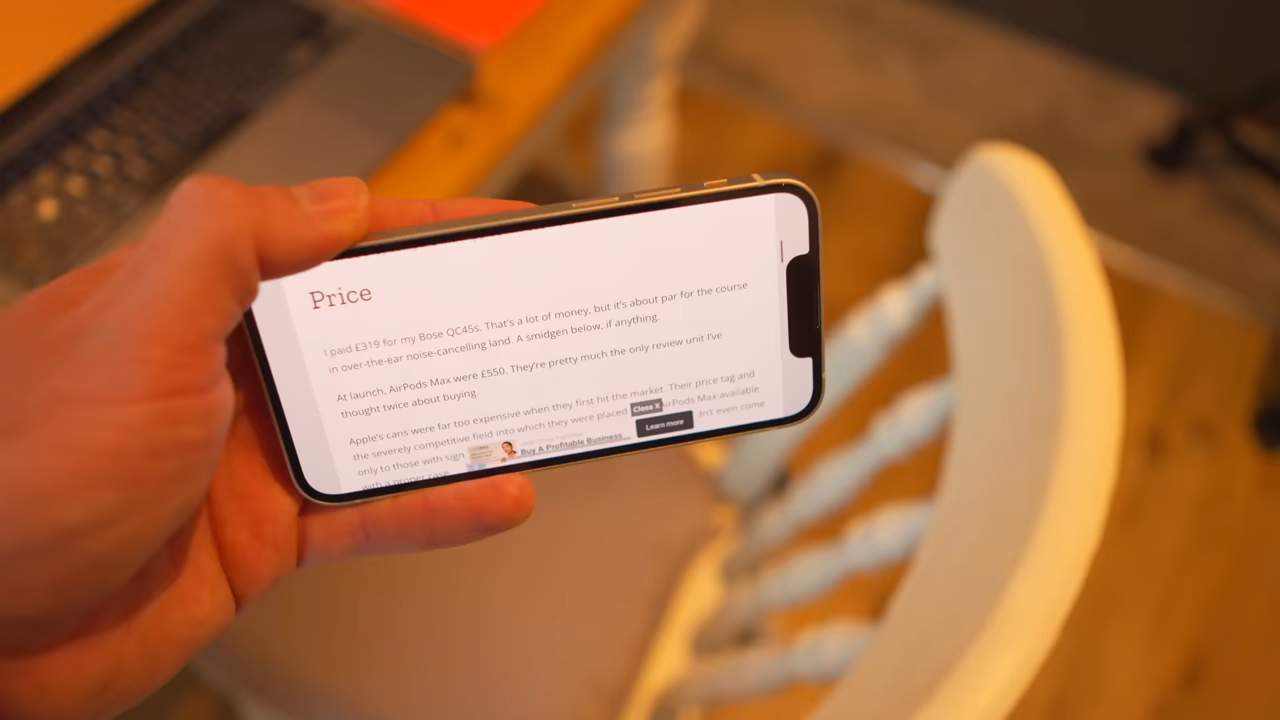 Price
I paid £319 for my Bose QC45s. That's a lot of money, but it's about par for the course
in over-the-ear noise-cancelling land. A smidgen below, if anything.
At launch, AirPods Max were £550. They're pretty much the only review unit I've
thought twice about buying.
Apple's cans were far too expensive when they first hit the market. Their price tag and
the severely competitive field into which they were placed AirPods Max available
only to those with sign n't even come
with a proper case
Close X
Buy A Profitable Business
Learn more